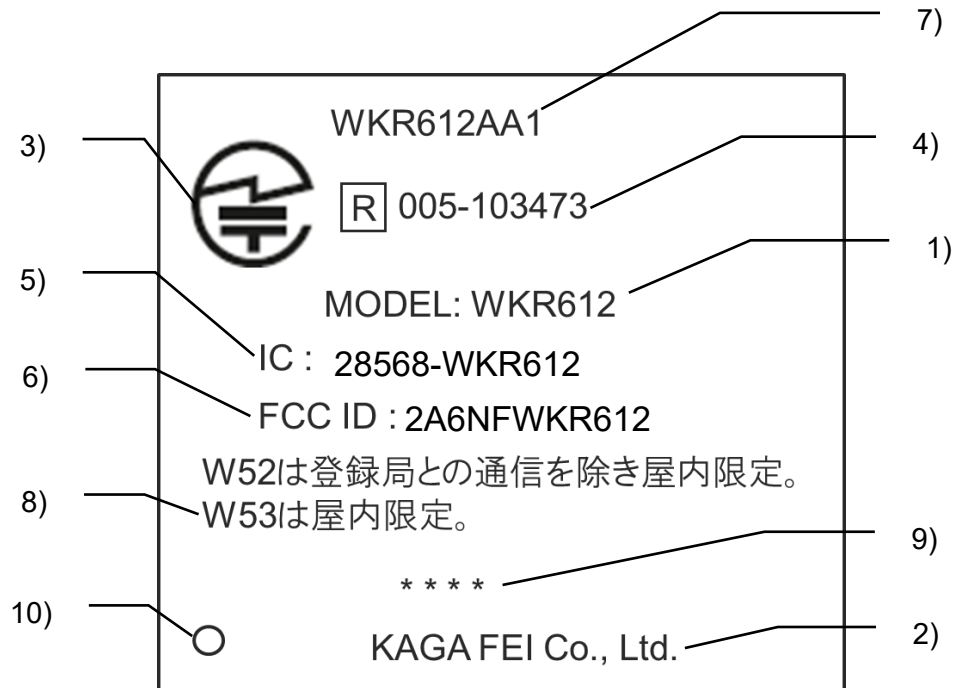 7)
WKR612AA1
3)
4)
R 005-103473
1)
5)
MODEL: WKR612
IC : 28568-WKR612
6)
FCC ID : 2A6NFWKR612
W52は登録局との通信を除き屋内限定。
8)
W53は屋内限定。
9)
* * * *
10)
KAGA FEI Co., Ltd.
2)